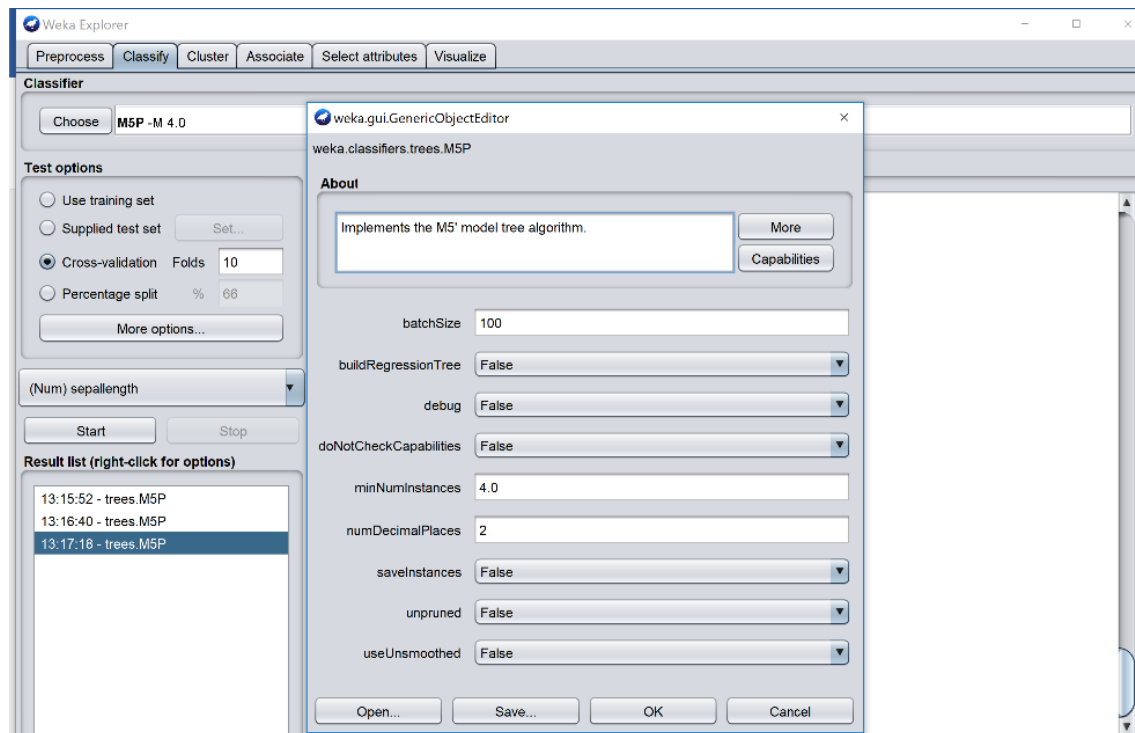 Weka Explorer
Preprocess Classify Cluster Associate Select attributes Visualize
Classifier
Choose M5P -M 4.0
Test options
Use training set
Supplied test set Set...
Cross-validation Folds 10
Percentage split % 66
More options...
(Num) sepallength
Start Stop
Result list (right-click for options)
13:15:52 - trees.M5P
13:16:40 - trees.M5P
13:17:18 - trees.M5P
weka.gui.GenericObjectEditor
weka.classifiers.trees.M5P
About
Implements the M5' model tree algorithm.
More
Capabilities
batchSize 100
buildRegressionTree False
debug False
doNotCheckCapabilities False
minNumInstances 4.0
numDecimalPlaces 2
saveInstances False
unpruned False
useUnsmoothed False
Open... Save... OK Cancel